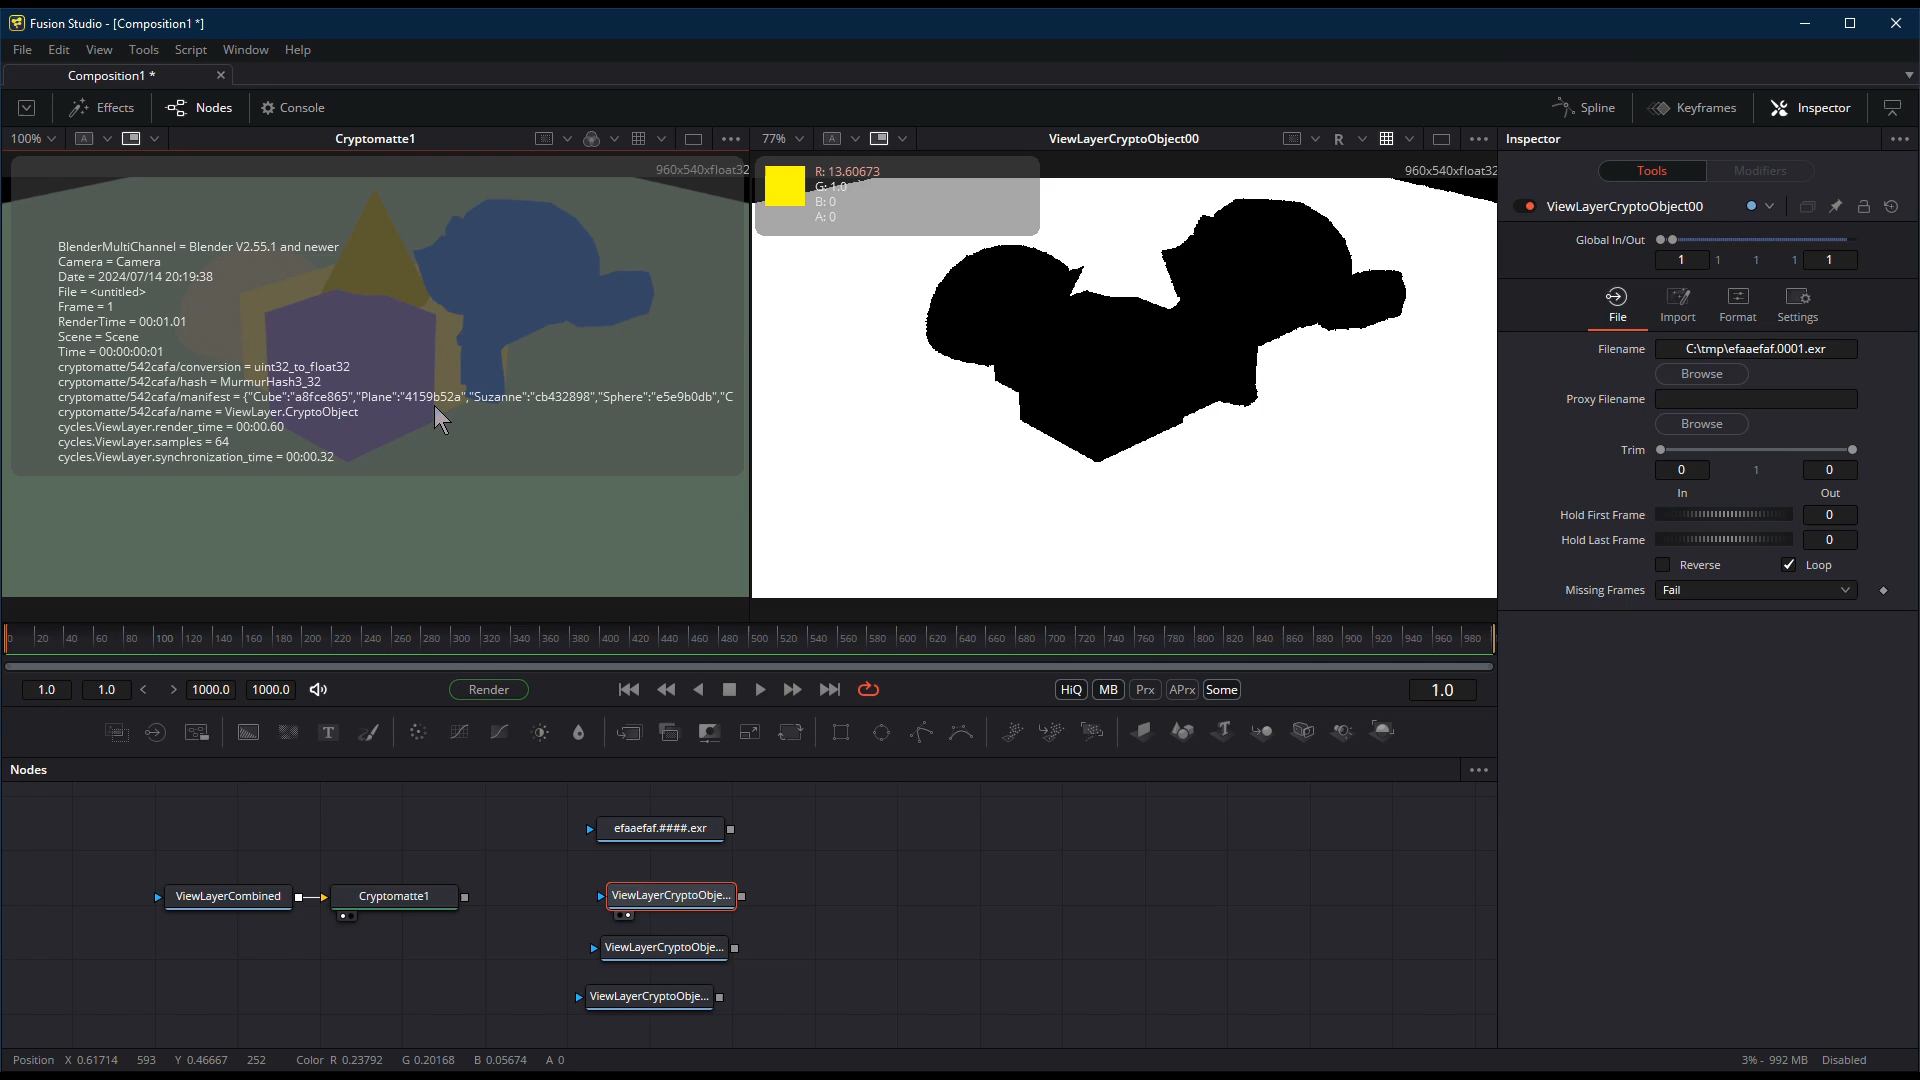 Fusion Studio - [Composition1 *]
File Edit View Tools Script Window Help
Composition1 *
Effects Nodes Console Spline Keyframes Inspector
100% A Cryptomatte1 77% A ViewLayerCryptoObject00 R Inspector
960x540xfloat32
R: 13.60673
G: 1.0
B: 0
A: 0
960x540xfloat32
BlenderMultiChannel = Blender V2.55.1 and newer
Camera = Camera
Date = 2024/07/14 20:19:38
File = <untitled>
Frame = 1
RenderTime = 00:01.01
Scene = Scene
Time = 00:00:00:01
cryptomatte/542cafa/conversion = uint32_to_float32
cryptomatte/542cafa/hash = MurmurHash3_32
cryptomatte/542cafa/manifest = {"Cube":"a8fce865","Plane":"4159b52a","Suzanne":"cb432898","Sphere":"e5e9b0db","C
cryptomatte/542cafa/name = ViewLayer.CryptoObject
cycles.ViewLayer.render_time = 00:00.60
cycles.ViewLayer.samples = 64
cycles.ViewLayer.synchronization_time = 00:00.32
Tools Modifiers
ViewLayerCryptoObject00
Global In/Out
1 1 1 1 1
File Import Format Settings
Filename C:\tmp\efaaefaf.0001.exr
Browse
Proxy Filename
Browse
Trim
0 1 0
In Out
Hold First Frame 0
Hold Last Frame 0
Reverse Loop
Missing Frames Fail
0 20 40 60 80 100 120 140 160 180 200 220 240 260 280 300 320 340 360 380 400 420 440 460 480 500 520 540 560 580 600 620 640 660 680 700 720 740 760 780 800 820 840 860 880 900 920 940 960 980
1.0 1.0 < > 1000.0 1000.0 Render HiQ MB Prx APrx Some 1.0
Nodes
efaaefaf.####.exr
ViewLayerCombined Cryptomatte1 ViewLayerCryptoObje...
ViewLayerCryptoObje...
ViewLayerCryptoObje...
Position X 0.61714 593 Y 0.46667 252 Color R 0.23792 G 0.20168 B 0.05674 A 0 3% - 992 MB Disabled